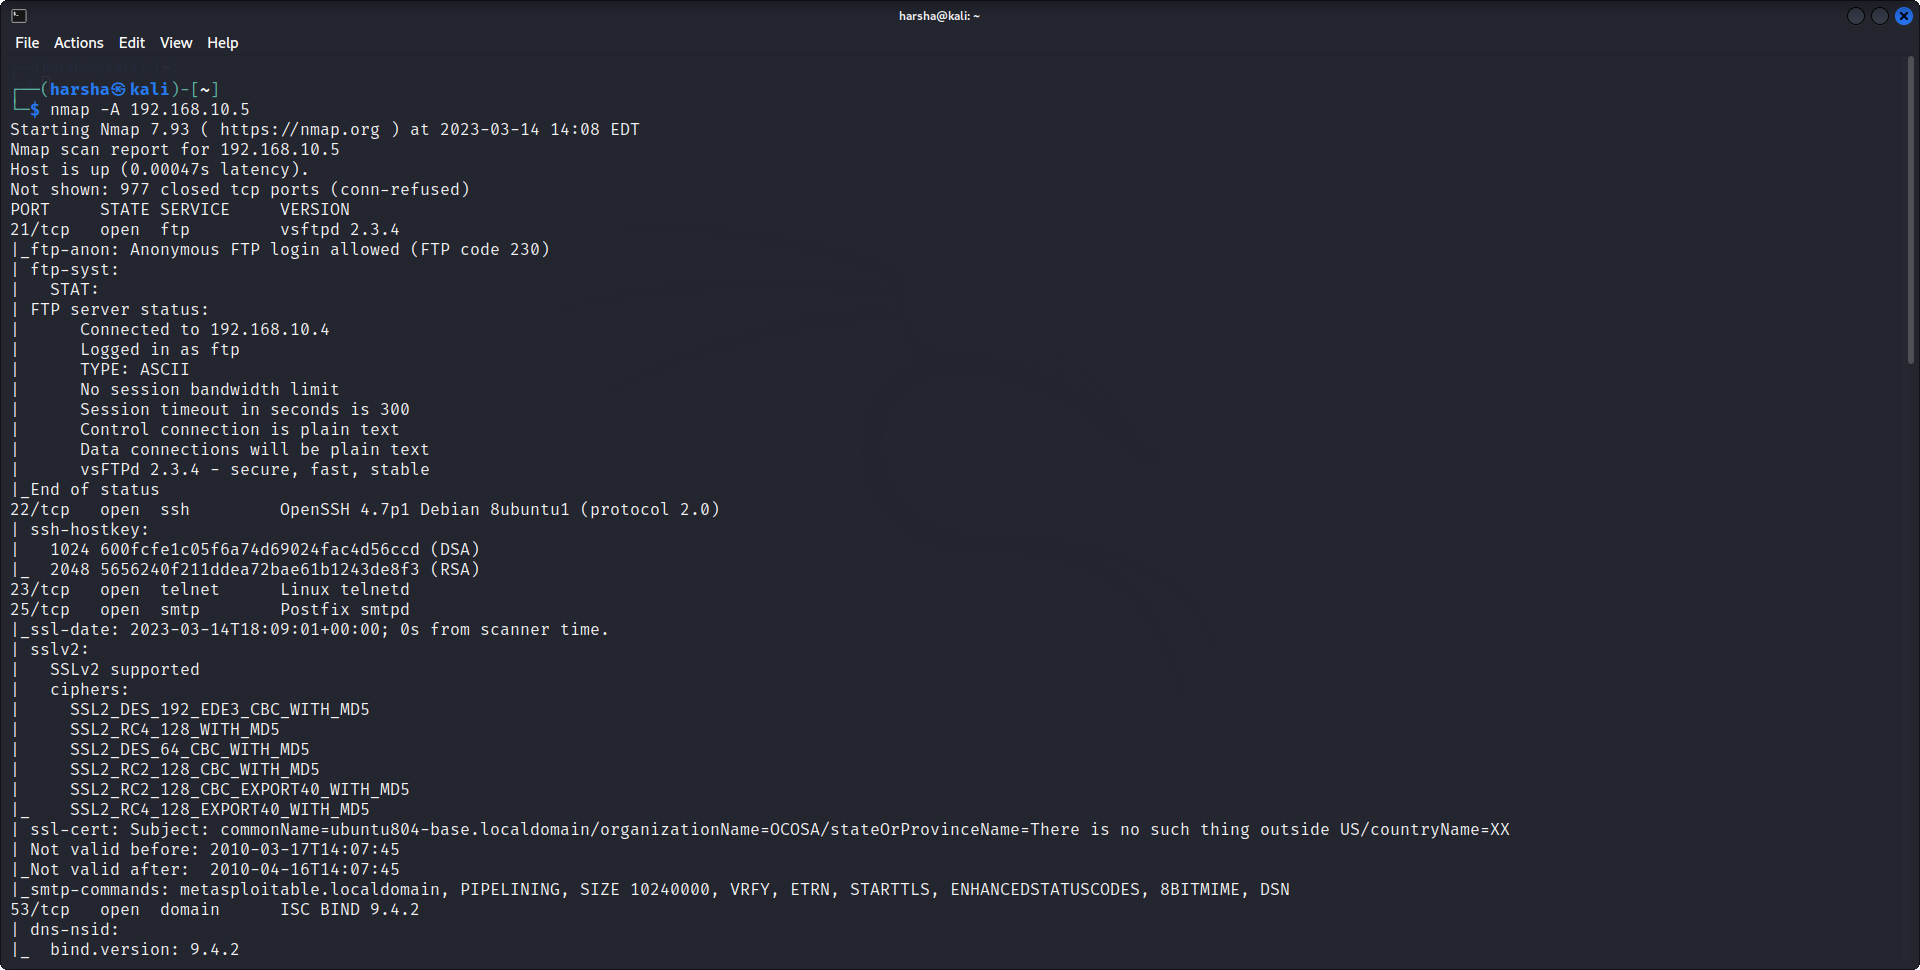 harsha@kali: ~
File Actions Edit View Help
┌──(harsha㉿kali)-[~]
└─$ nmap -A 192.168.10.5
Starting Nmap 7.93 ( https://nmap.org ) at 2023-03-14 14:08 EDT
Nmap scan report for 192.168.10.5
Host is up (0.00047s latency).
Not shown: 977 closed tcp ports (conn-refused)
PORT     STATE SERVICE     VERSION
21/tcp   open  ftp         vsftpd 2.3.4
|_ftp-anon: Anonymous FTP login allowed (FTP code 230)
| ftp-syst:
|   STAT:
| FTP server status:
|      Connected to 192.168.10.4
|      Logged in as ftp
|      TYPE: ASCII
|      No session bandwidth limit
|      Session timeout in seconds is 300
|      Control connection is plain text
|      Data connections will be plain text
|      vsFTPd 2.3.4 - secure, fast, stable
|_End of status
22/tcp   open  ssh         OpenSSH 4.7p1 Debian 8ubuntu1 (protocol 2.0)
| ssh-hostkey:
|   1024 600fcfe1c05f6a74d69024fac4d56ccd (DSA)
|_  2048 5656240f211ddea72bae61b1243de8f3 (RSA)
23/tcp   open  telnet      Linux telnetd
25/tcp   open  smtp        Postfix smtpd
|_ssl-date: 2023-03-14T18:09:01+00:00; 0s from scanner time.
| sslv2:
|   SSLv2 supported
|   ciphers:
|     SSL2_DES_192_EDE3_CBC_WITH_MD5
|     SSL2_RC4_128_WITH_MD5
|     SSL2_DES_64_CBC_WITH_MD5
|     SSL2_RC2_128_CBC_WITH_MD5
|     SSL2_RC2_128_CBC_EXPORT40_WITH_MD5
|_    SSL2_RC4_128_EXPORT40_WITH_MD5
| ssl-cert: Subject: commonName=ubuntu804-base.localdomain/organizationName=OCOSA/stateOrProvinceName=There is no such thing outside US/countryName=XX
| Not valid before: 2010-03-17T14:07:45
|_Not valid after:  2010-04-16T14:07:45
|_smtp-commands: metasploitable.localdomain, PIPELINING, SIZE 10240000, VRFY, ETRN, STARTTLS, ENHANCEDSTATUSCODES, 8BITMIME, DSN
53/tcp   open  domain      ISC BIND 9.4.2
| dns-nsid:
|_  bind.version: 9.4.2